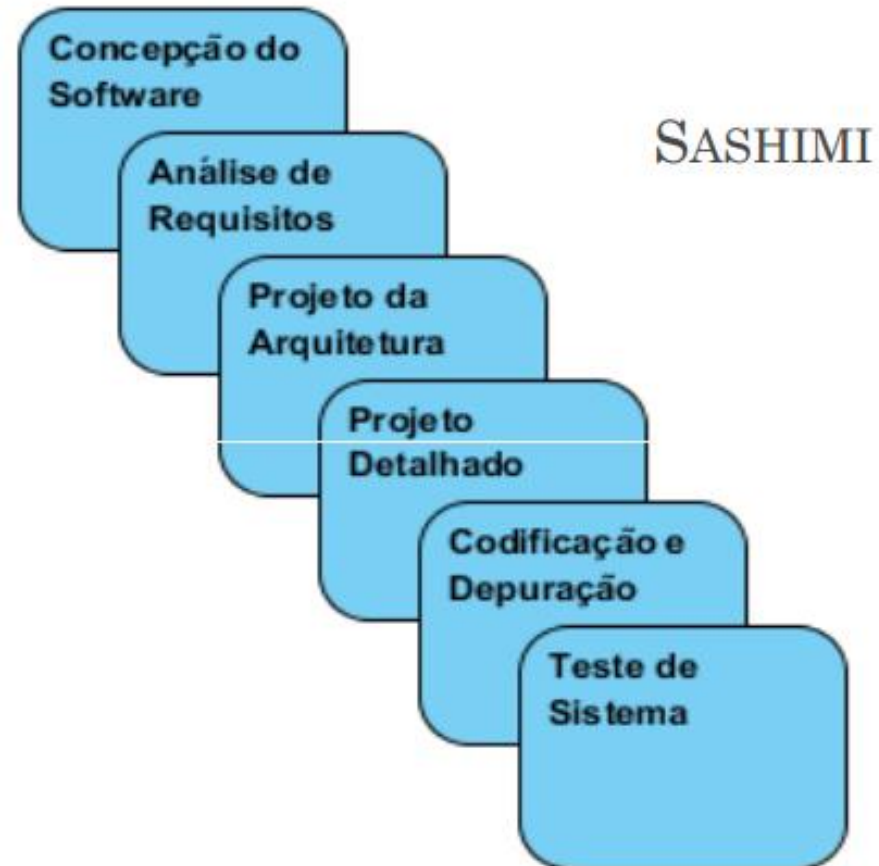 Concepção do
Software
SASHIMI
Análise de
Requisitos
Projeto da
Arquitetura
Projeto
Detalhado
Codificação e
Depuração
Teste de
Sistema